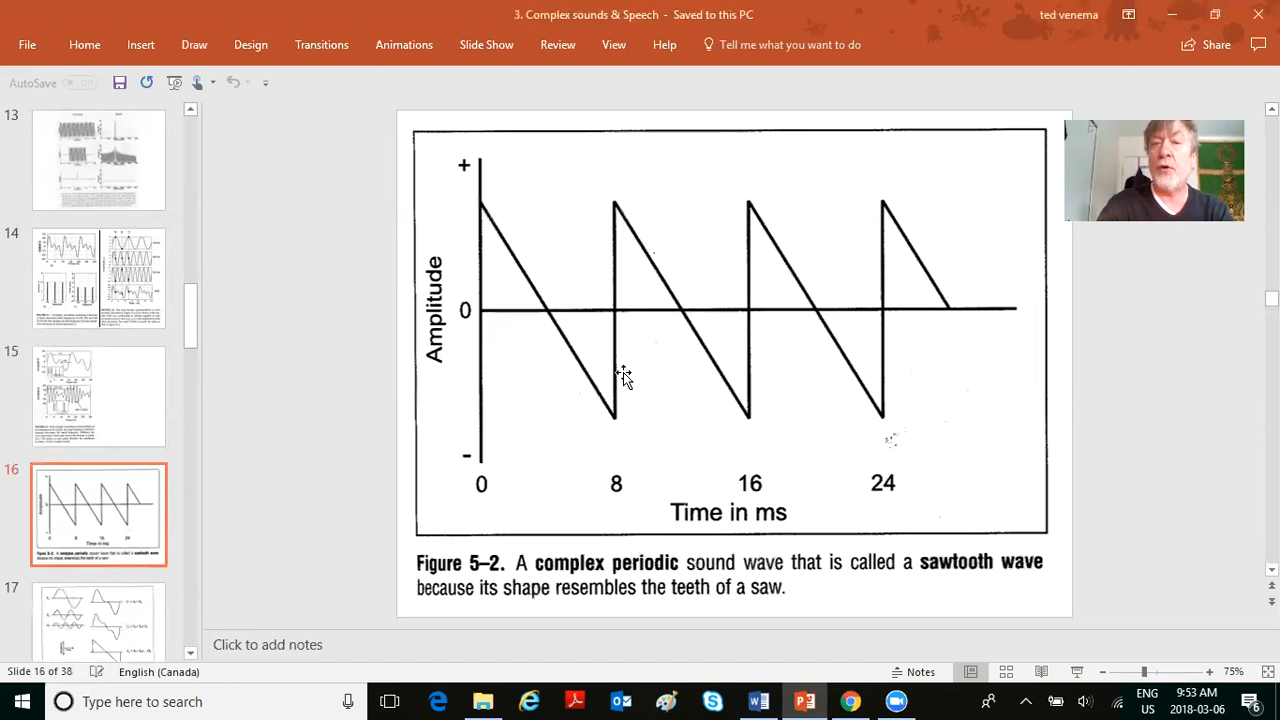 3. Complex sounds & Speech - Saved to this PC
ted venema
File Home Insert Draw Design Transitions Animations Slide Show Review View Help Tell me what you want to do Share
AutoSave Off
13
14
15
16
17
+
Amplitude
0
-
0 8 16 24
Time in ms
Figure 5–2. A complex periodic sound wave that is called a sawtooth wave
because its shape resembles the teeth of a saw.
Click to add notes
Slide 16 of 38 English (Canada) Notes 75%
Type here to search
ENG 9:53 AM
US 2018-03-06
6